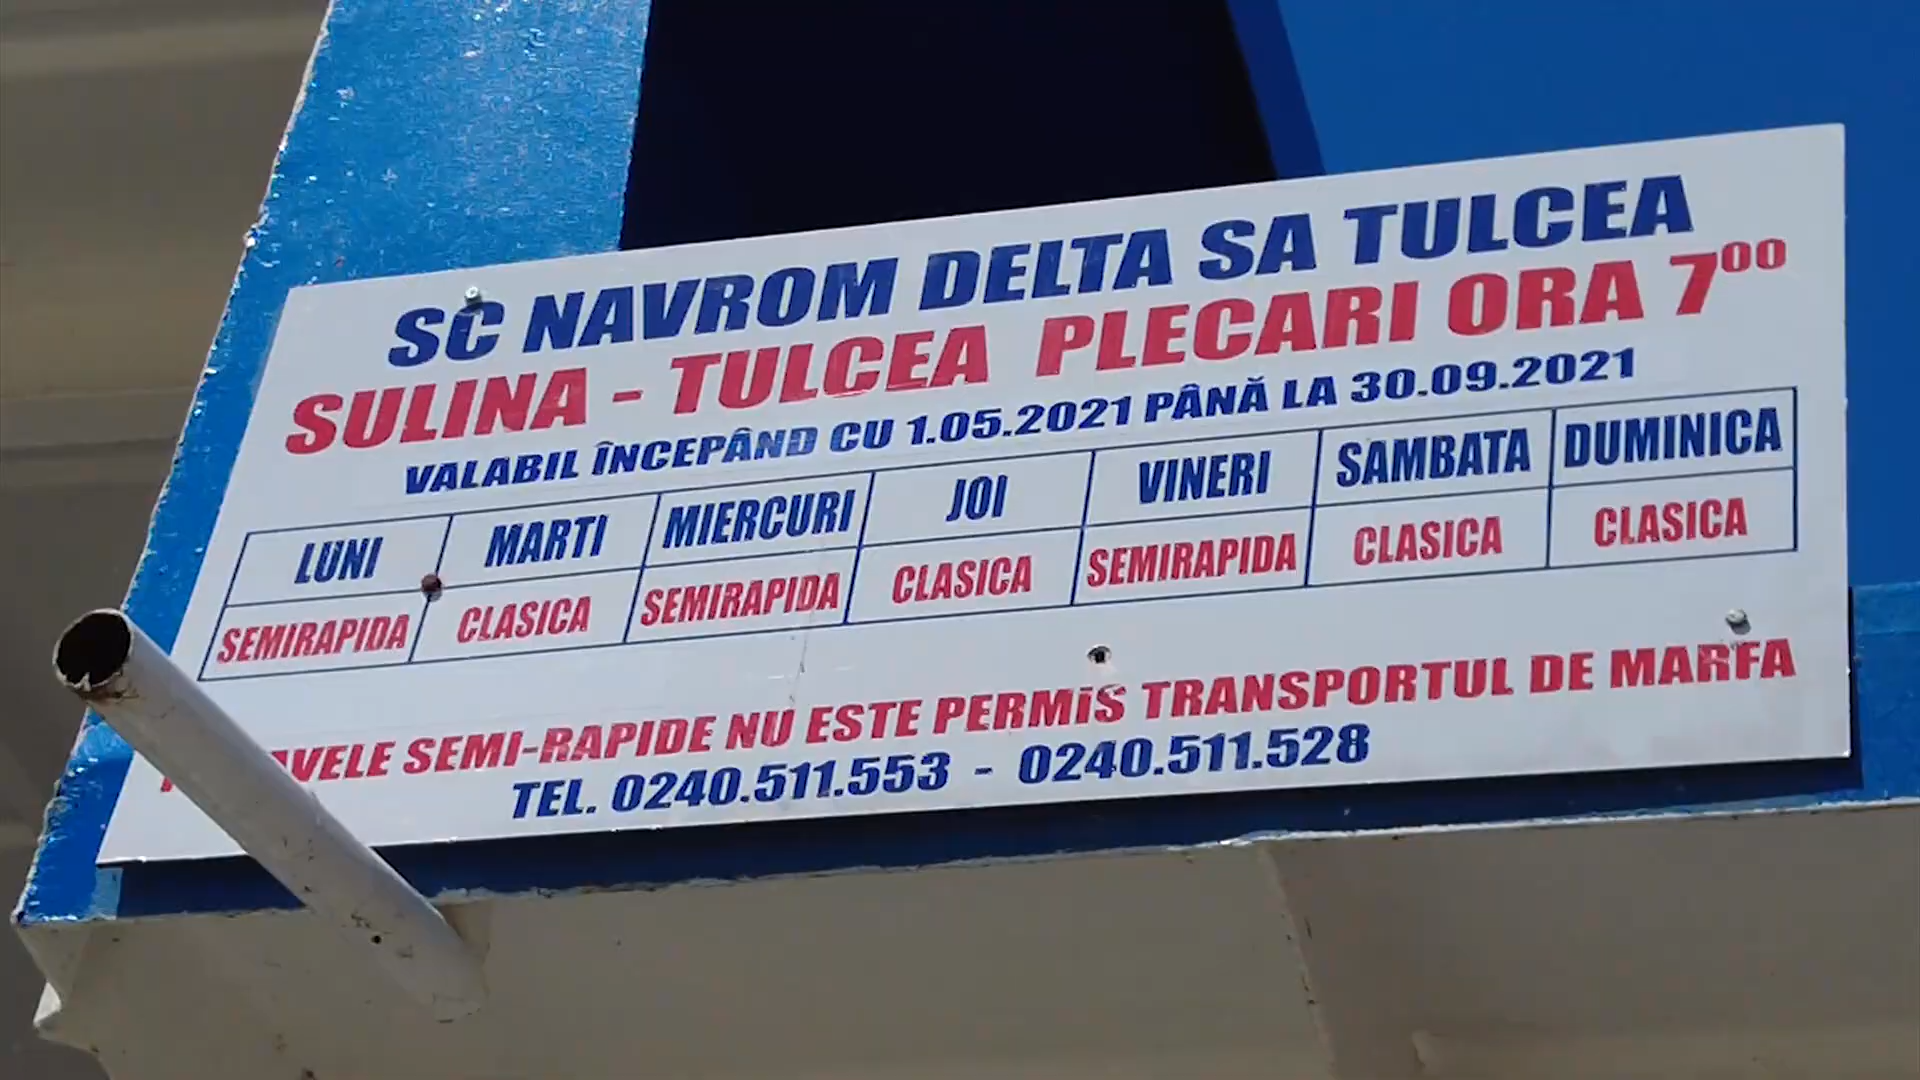 SC NAVROM DELTA SA TULCEA
SULINA - TULCEA PLECARI ORA 7⁰⁰
VALABIL ÎNCEPÂND CU 1.05.2021 PÂNĂ LA 30.09.2021
LUNI MARTI MIERCURI JOI VINERI SAMBATA DUMINICA
SEMIRAPIDA CLASICA SEMIRAPIDA CLASICA SEMIRAPIDA CLASICA CLASICA
SEMI-RAPIDE NU ESTE PERMIS TRANSPORTUL DE MARFA
TEL. 0240.511.553 - 0240.511.528